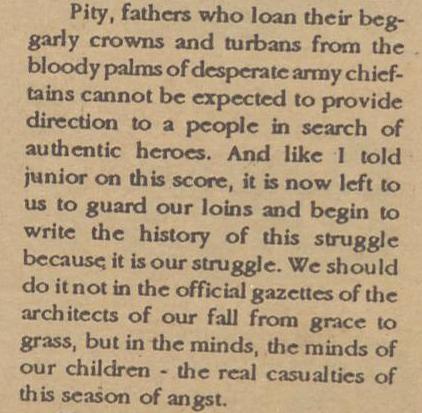 Pity, fathers who loan their beg-
garly crowns and turbans from the
bloody palms of desperate army chief-
tains cannot be expected to provide
direction to a people in search of
authentic heroes. And like I told
junior on this score, it is now left to
us to guard our loins and begin to
write the history of this struggle
because it is our struggle. We should
do it not in the official gazettes of the
architects of our fall from grace to
grass, but in the minds, the minds of
our children - the real casualties of
this season of angst.